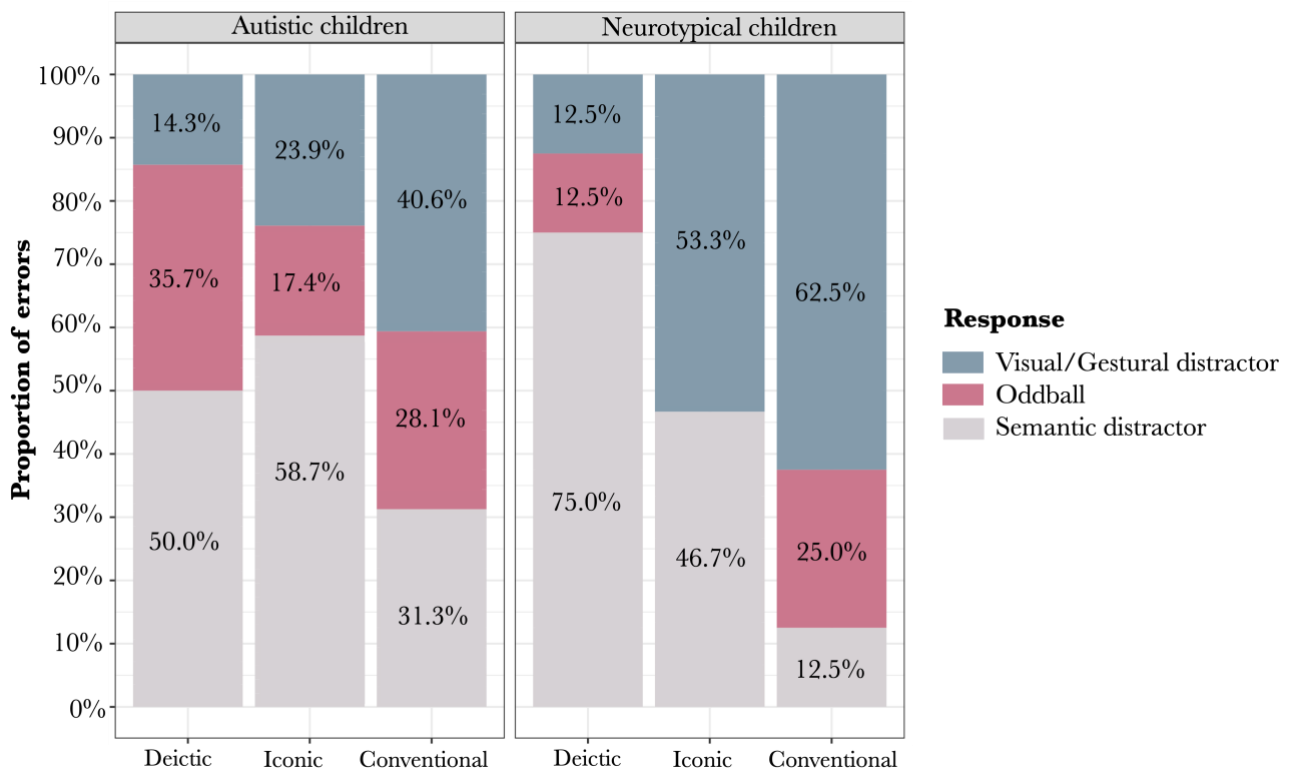 Autistic children
Neurotypical children
Proportion of errors
100%
90%
80%
70%
60%
50%
40%
30%
20%
10%
0%
14.3%
35.7%
50.0%
23.9%
17.4%
58.7%
40.6%
28.1%
31.3%
12.5%
12.5%
75.0%
53.3%
46.7%
62.5%
25.0%
12.5%
Deictic
Iconic
Conventional
Deictic
Iconic
Conventional
Response
Visual/Gestural distractor
Oddball
Semantic distractor